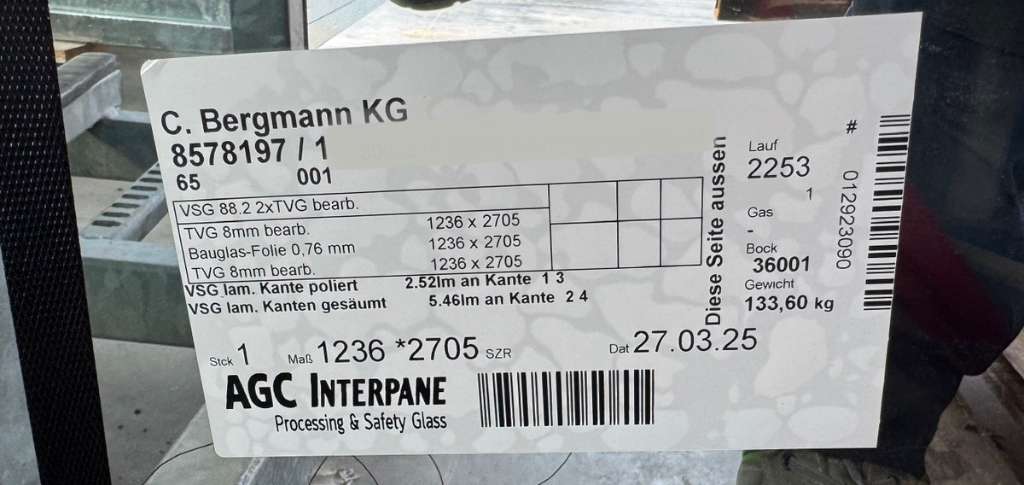 C. Bergmann KG
8578197 / 1
65 001
VSG 88.2 2xTVG bearb.
TVG 8mm bearb. 1236 x 2705
Bauglas-Folie 0,76 mm 1236 x 2705
TVG 8mm bearb. 1236 x 2705
VSG lam. Kante poliert 2.52lm an Kante 1 3
VSG lam. Kanten gesäumt 5.46lm an Kante 2 4
Stck 1 Maß 1236 *2705 SZR Dat 27.03.25
AGC INTERPANE
Processing & Safety Glass
Diese Seite aussen
Lauf
2253
1
Gas
-
Bock
36001
Gewicht
133,60 kg
# 012923090